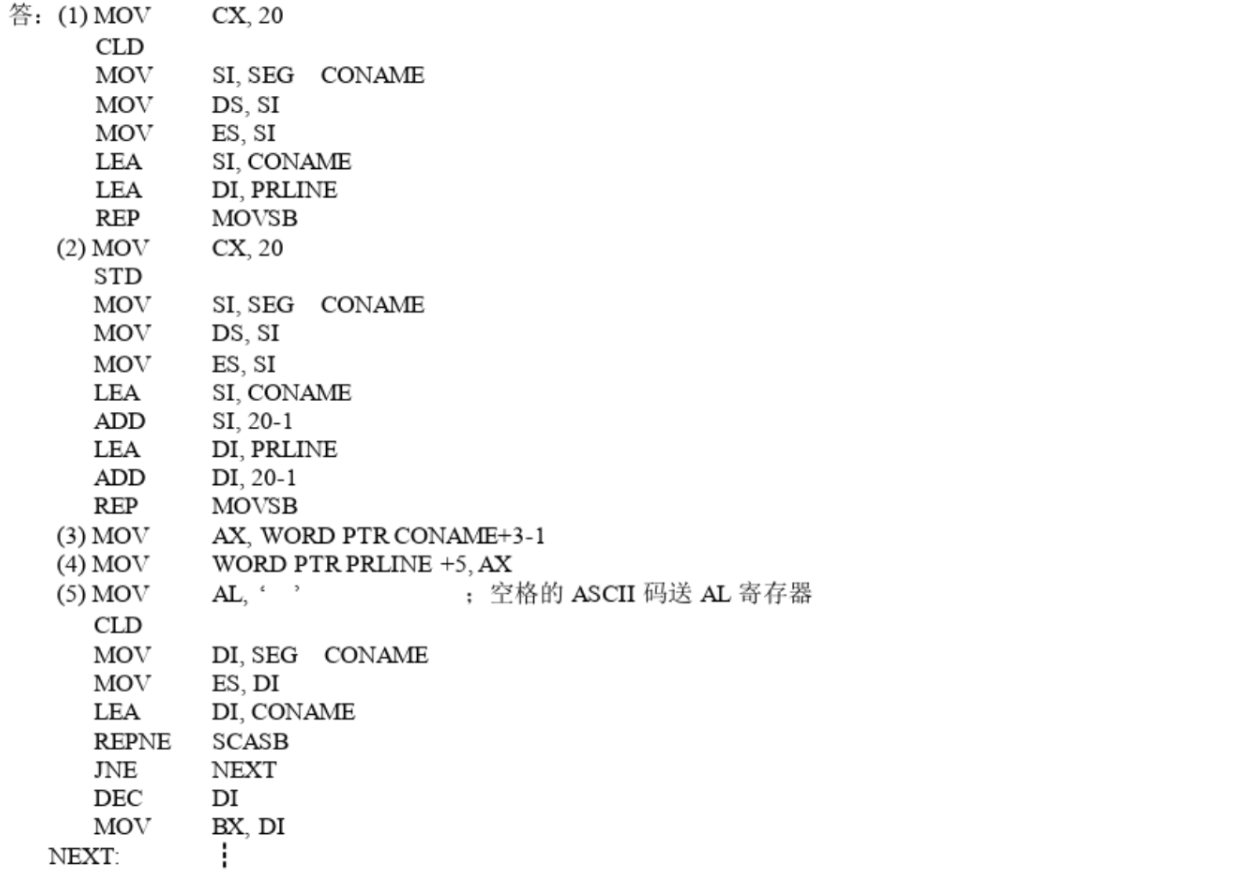 答：(1) MOV CX, 20
CLD
MOV SI, SEG CONAME
MOV DS, SI
MOV ES, SI
LEA SI, CONAME
LEA DI, PRLINE
REP MOVSB
(2) MOV CX, 20
STD
MOV SI, SEG CONAME
MOV DS, SI
MOV ES, SI
LEA SI, CONAME
ADD SI, 20-1
LEA DI, PRLINE
ADD DI, 20-1
REP MOVSB
(3) MOV AX, WORD PTR CONAME+3-1
(4) MOV WORD PTR PRLINE +5, AX
(5) MOV AL, ‘ ’ ；空格的 ASCII 码送 AL 寄存器
CLD
MOV DI, SEG CONAME
MOV ES, DI
LEA DI, CONAME
REPNE SCASB
JNE NEXT
DEC DI
MOV BX, DI
NEXT: ┇